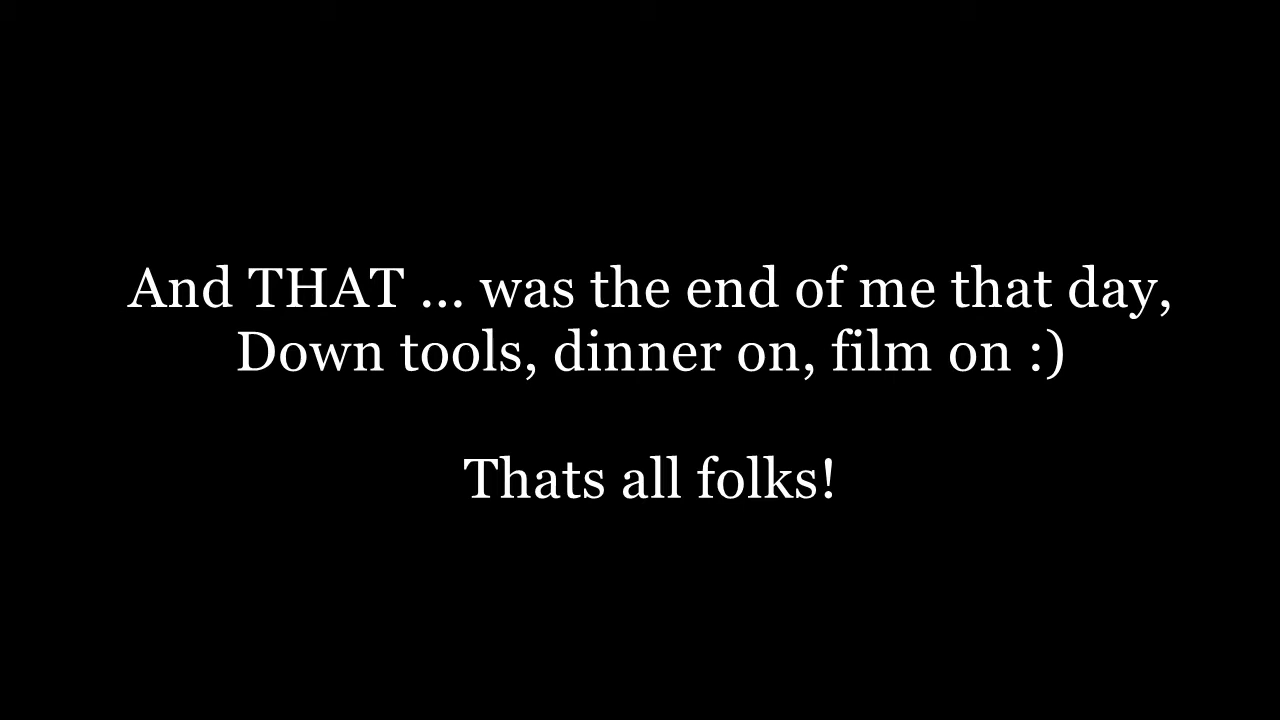 And THAT ... was the end of me that day,
Down tools, dinner on, film on :)
Thats all folks!